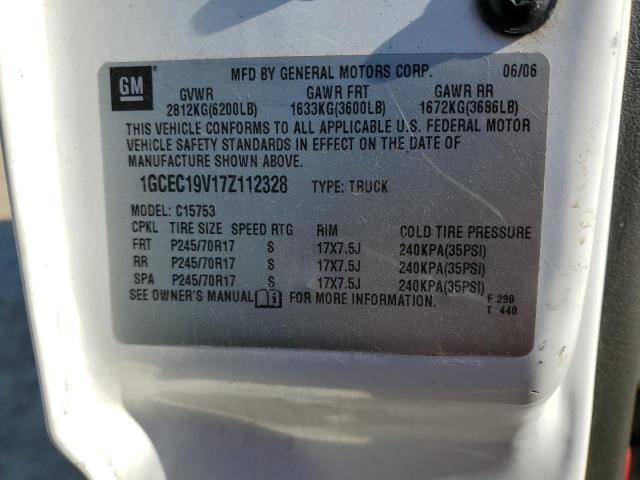 GM
MFD BY GENERAL MOTORS CORP. 06/06
GVWR GAWR FRT GAWR RR
2812KG(6200LB) 1633KG(3600LB) 1672KG(3686LB)
THIS VEHICLE CONFORMS TO ALL APPLICABLE U.S. FEDERAL MOTOR
VEHICLE SAFETY STANDARDS IN EFFECT ON THE DATE OF
MANUFACTURE SHOWN ABOVE.
1GCEC19V17Z112328 TYPE: TRUCK
MODEL: C15753
CPKL TIRE SIZE SPEED RTG RIM COLD TIRE PRESSURE
FRT P245/70R17 S 17X7.5J 240KPA(35PSI)
RR P245/70R17 S 17X7.5J 240KPA(35PSI)
SPA P245/70R17 S 17X7.5J 240KPA(35PSI)
SEE OWNER'S MANUAL FOR MORE INFORMATION. F 290
T 440